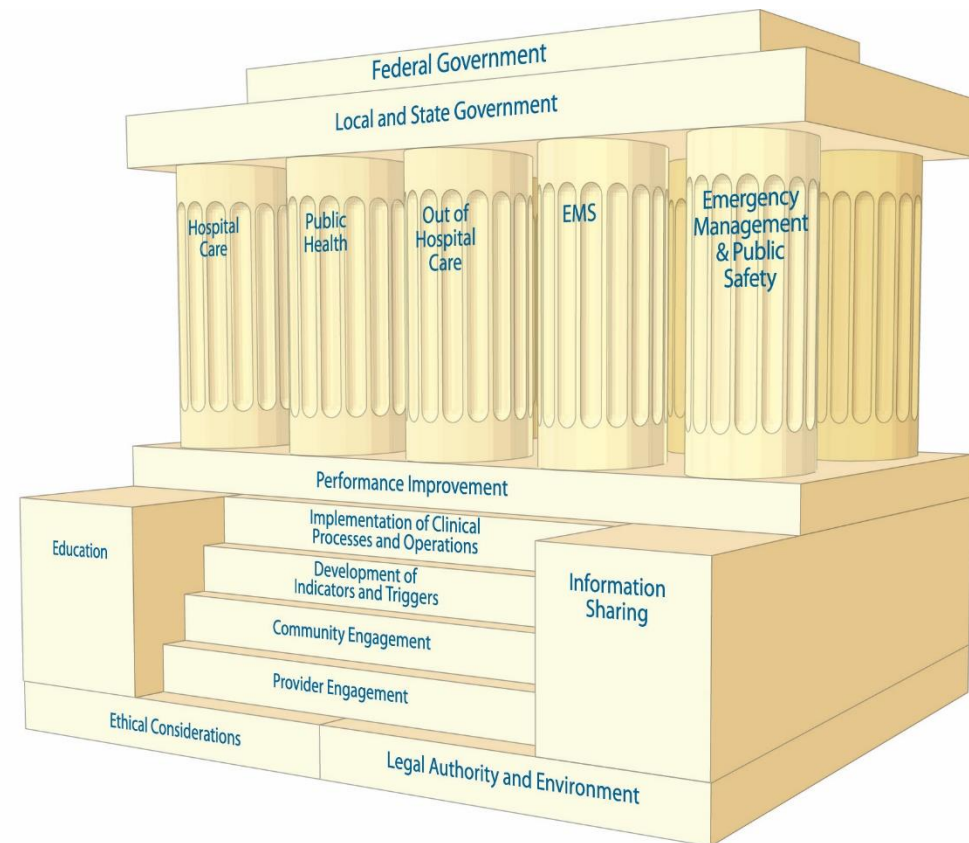 Federal Government
Local and State Government
Hospital
Care
Public
Health
Out of
Hospital
Care
EMS
Emergency
Management
& Public
Safety
Performance Improvement
Implementation of Clinical
Processes and Operations
Education
Development of
Indicators and Triggers
Information
Sharing
Community Engagement
Provider Engagement
Ethical Considerations
Legal Authority and Environment